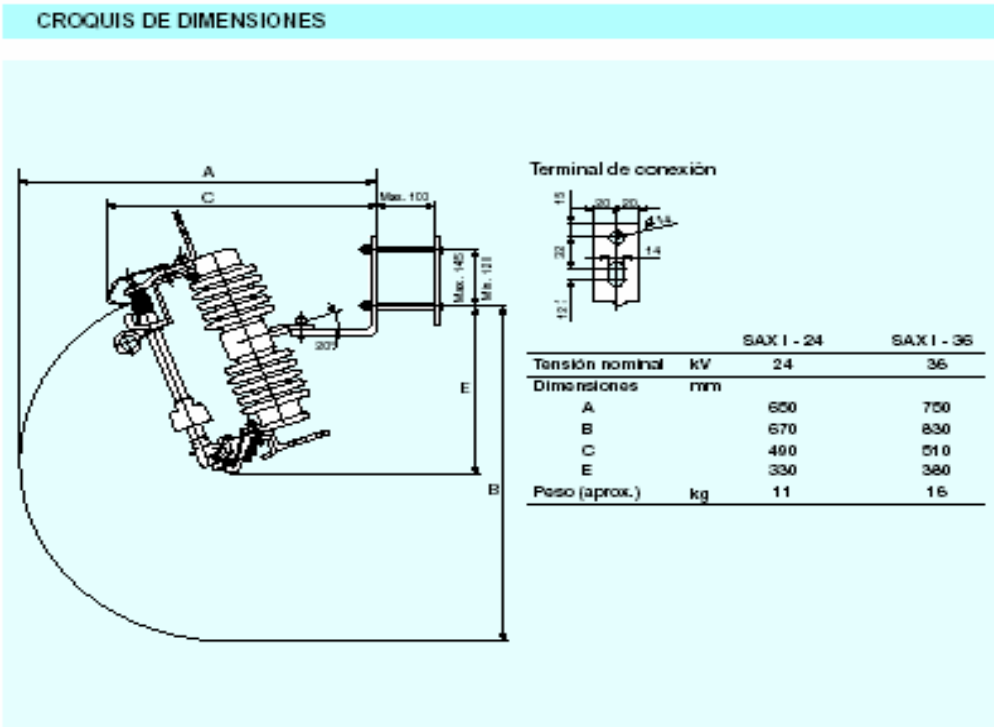 CROQUIS DE DIMENSIONES
A
C
Max. 100
Max. 145
Min. 120
20°
E
B
Terminal de conexión
15
20 20
14
22
14
SAX I - 24 SAX I - 36
Tensión nominal kV 24 36
Dimensiones mm
A 650 750
B 670 830
C 490 510
E 330 380
Peso (aprox.) kg 11 16